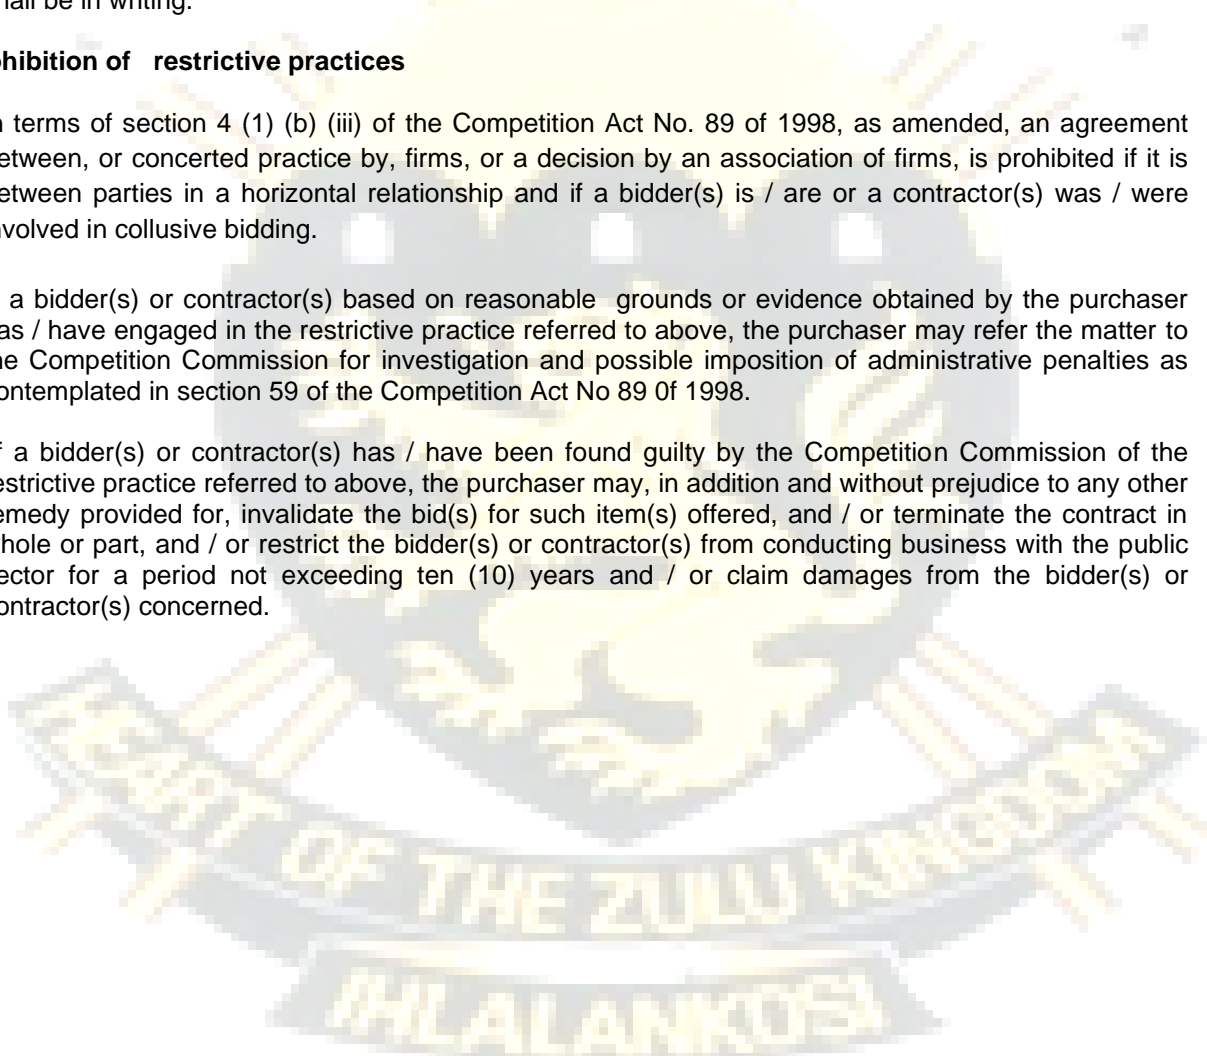 hall be in writing.
ohibition of restrictive practices
n terms of section 4 (1) (b) (iii) of the Competition Act No. 89 of 1998, as amended, an agreement
etween, or concerted practice by, firms, or a decision by an association of firms, is prohibited if it is
etween parties in a horizontal relationship and if a bidder(s) is / are or a contractor(s) was / were
nvolved in collusive bidding.
a bidder(s) or contractor(s) based on reasonable grounds or evidence obtained by the purchaser
as / have engaged in the restrictive practice referred to above, the purchaser may refer the matter to
he Competition Commission for investigation and possible imposition of administrative penalties as
ontemplated in section 59 of the Competition Act No 89 0f 1998.
f a bidder(s) or contractor(s) has / have been found guilty by the Competition Commission of the
estrictive practice referred to above, the purchaser may, in addition and without prejudice to any other
emedy provided for, invalidate the bid(s) for such item(s) offered, and / or terminate the contract in
hole or part, and / or restrict the bidder(s) or contractor(s) from conducting business with the public
ector for a period not exceeding ten (10) years and / or claim damages from the bidder(s) or
ontractor(s) concerned.
HEART OF THE ZULU KINGDOM
IHLALANKOSI